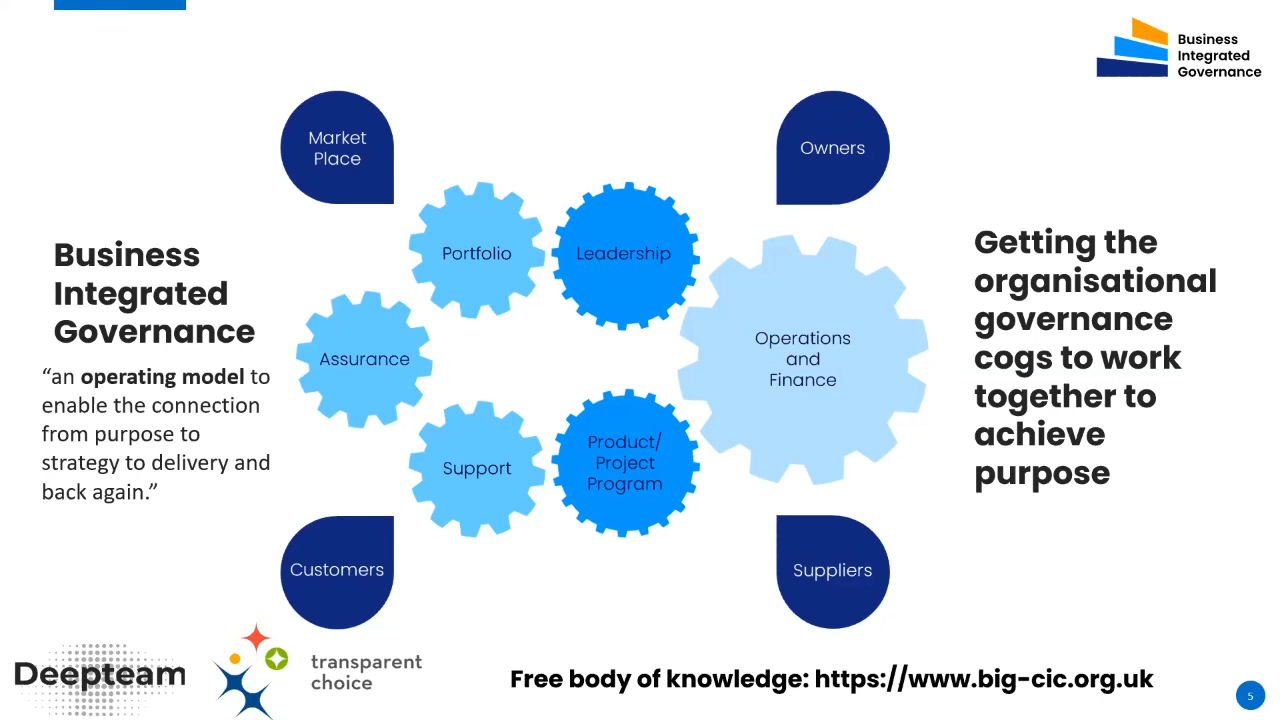 Business
Integrated
Governance
Market
Place
Owners
Portfolio
Leadership
Business
Integrated
Governance
“an operating model to
enable the connection
from purpose to
strategy to delivery and
back again.”
Assurance
Operations
and
Finance
Support
Product/
Project
Program
Getting the
organisational
governance
cogs to work
together to
achieve
purpose
Customers
Suppliers
Deepteam
transparent
choice
Free body of knowledge: https://www.big-cic.org.uk
5